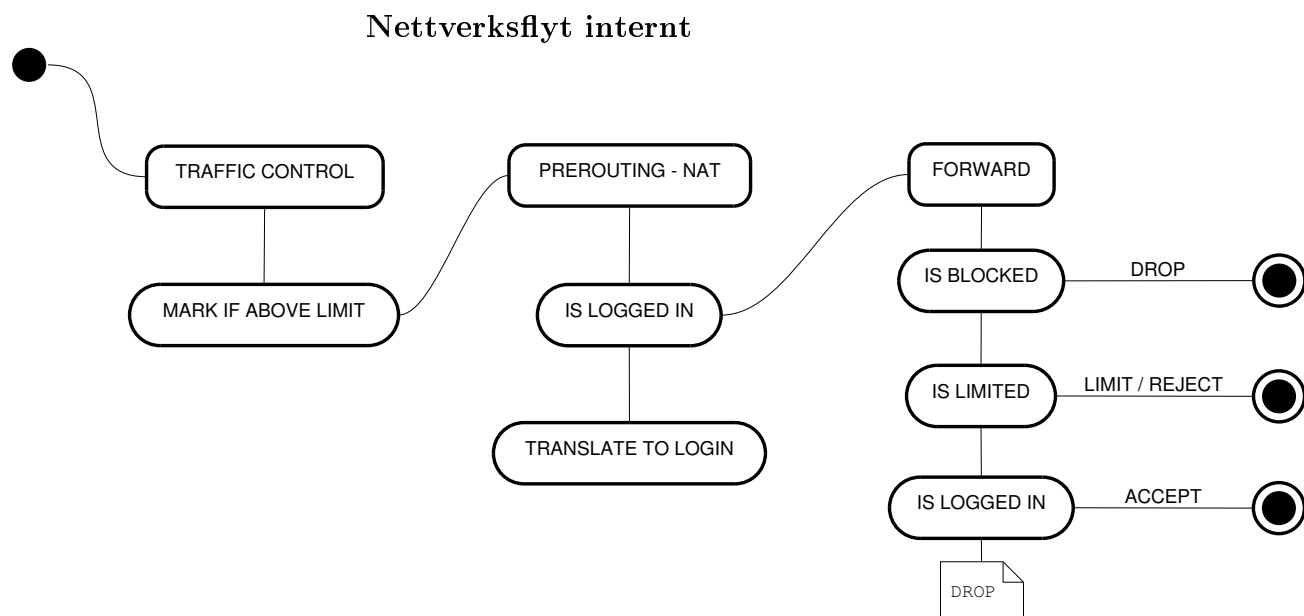 Nettverksflyt internt
TRAFFIC CONTROL
MARK IF ABOVE LIMIT
PREROUTING - NAT
IS LOGGED IN
TRANSLATE TO LOGIN
FORWARD
IS BLOCKED
DROP
IS LIMITED
LIMIT / REJECT
IS LOGGED IN
ACCEPT
DROP